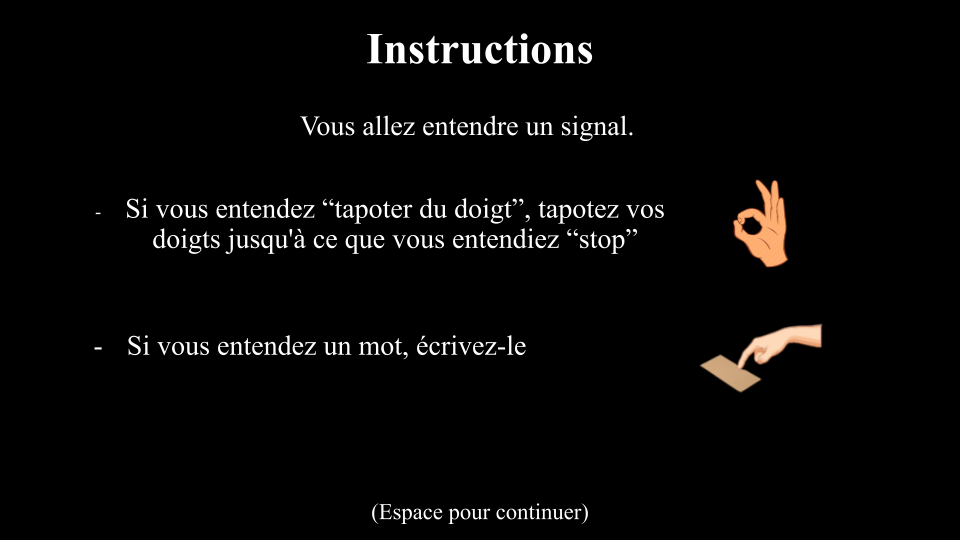 Instructions
Vous allez entendre un signal.
- Si vous entendez “tapoter du doigt”, tapotez vos
doigts jusqu'à ce que vous entendiez “stop”
- Si vous entendez un mot, écrivez-le
(Espace pour continuer)